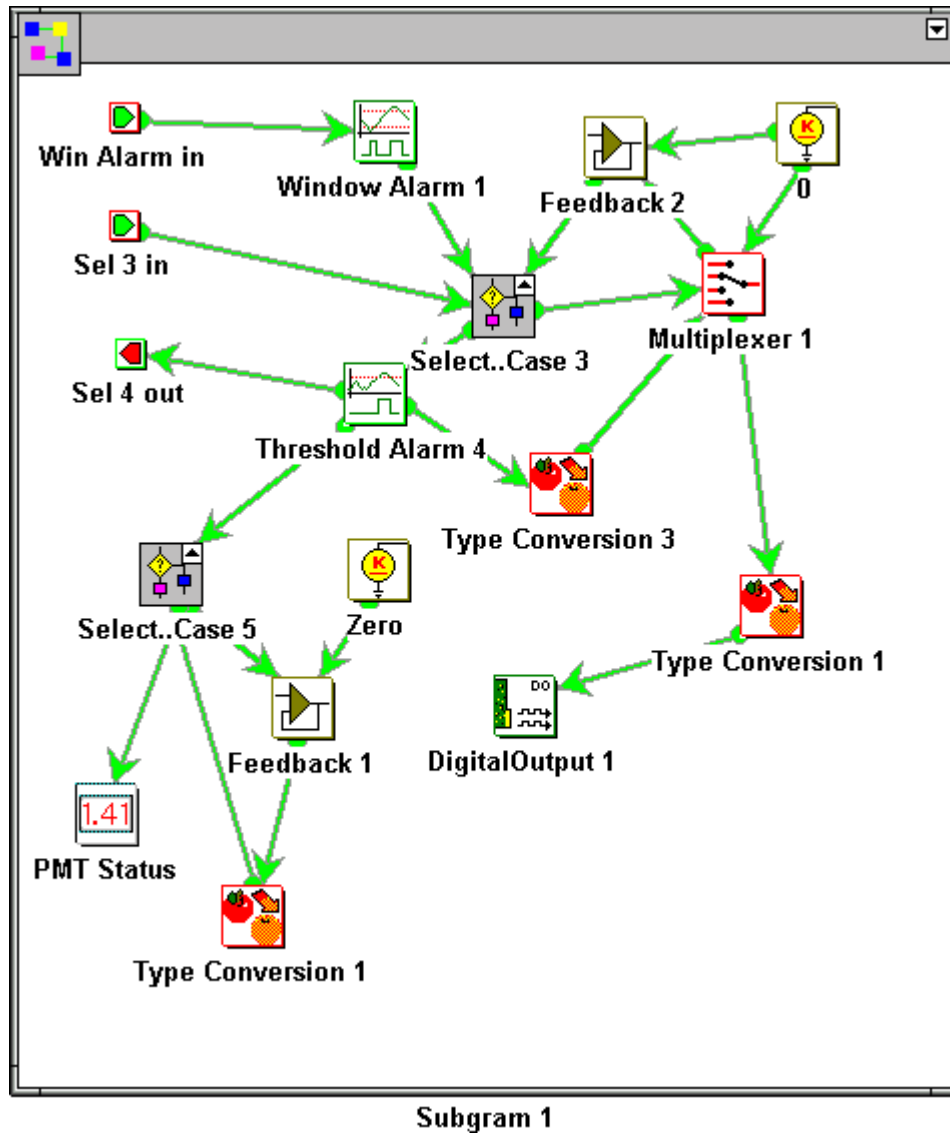 Win Alarm in
Window Alarm 1
K
Feedback 2
0
Sel 3 in
?
Select..Case 3
Multiplexer 1
Sel 4 out
Threshold Alarm 4
Type Conversion 3
?
K
Select..Case 5
Zero
Type Conversion 1
DO
Feedback 1
DigitalOutput 1
1.41
PMT Status
Type Conversion 1
Subgram 1